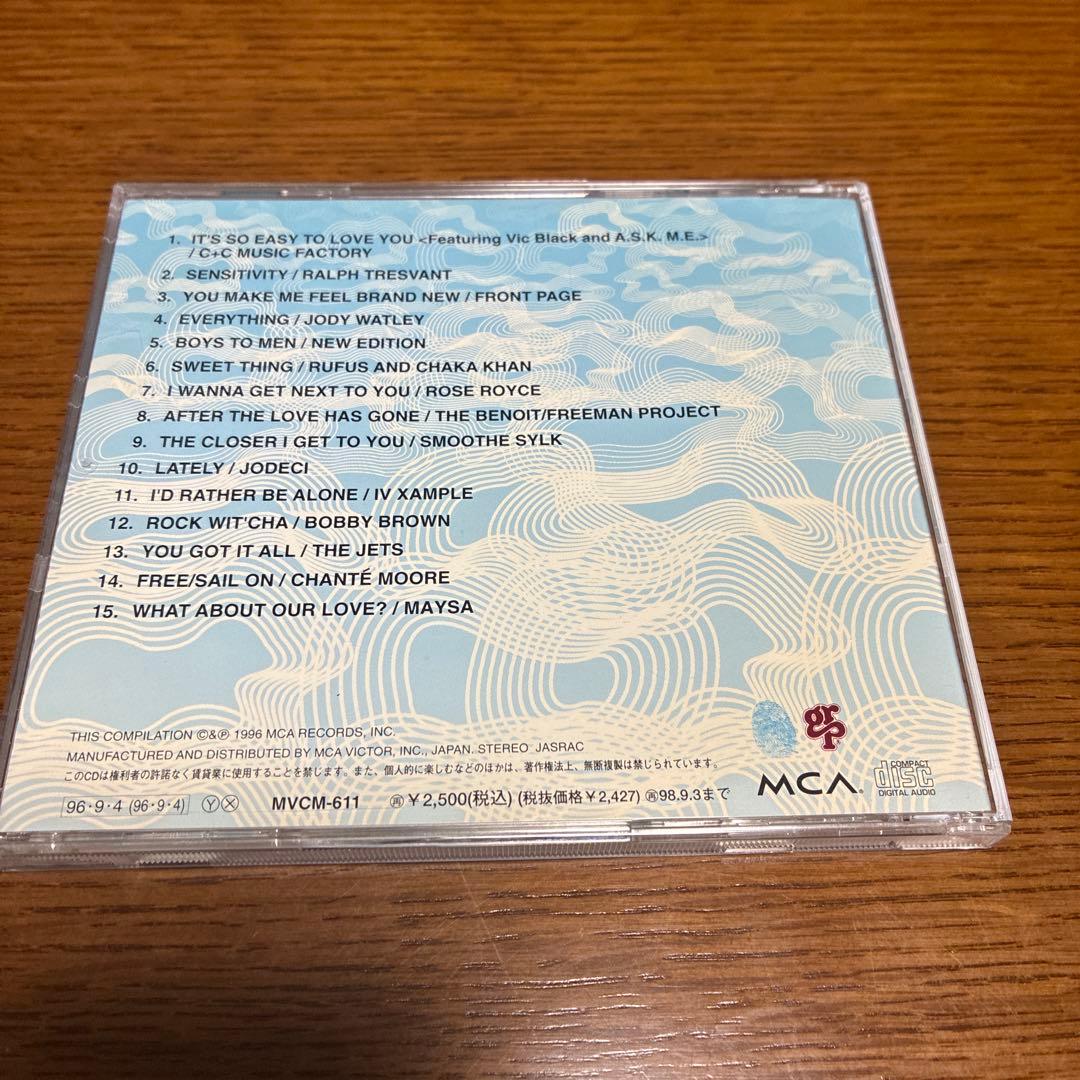 1. IT'S SO EASY TO LOVE YOU <Featuring Vic Black and A.S.K. M.E.>
/ C+C MUSIC FACTORY
2. SENSITIVITY / RALPH TRESVANT
3. YOU MAKE ME FEEL BRAND NEW / FRONT PAGE
4. EVERYTHING / JODY WATLEY
5. BOYS TO MEN / NEW EDITION
6. SWEET THING / RUFUS AND CHAKA KHAN
7. I WANNA GET NEXT TO YOU / ROSE ROYCE
8. AFTER THE LOVE HAS GONE / THE BENOIT/FREEMAN PROJECT
9. THE CLOSER I GET TO YOU / SMOOTHE SYLK
10. LATELY / JODECI
11. I'D RATHER BE ALONE / IV XAMPLE
12. ROCK WIT'CHA / BOBBY BROWN
13. YOU GOT IT ALL / THE JETS
14. FREE/SAIL ON / CHANTÉ MOORE
15. WHAT ABOUT OUR LOVE? / MAYSA
THIS COMPILATION ©&℗ 1996 MCA RECORDS, INC.
MANUFACTURED AND DISTRIBUTED BY MCA VICTOR, INC., JAPAN. STEREO JASRAC
このCDは権利者の許諾なく賃貸業に使用することを禁じます。また、個人的に楽しむなどのほかは、著作権法上、無断複製は禁じられています。
96・9・4 (96・9・4) Ⓨ Ⓧ MVCM-611 ㊢¥2,500(税込) (税抜価格¥2,427) ㊢98.9.3まで
grp
MCA®
COMPACT
disc
DIGITAL AUDIO